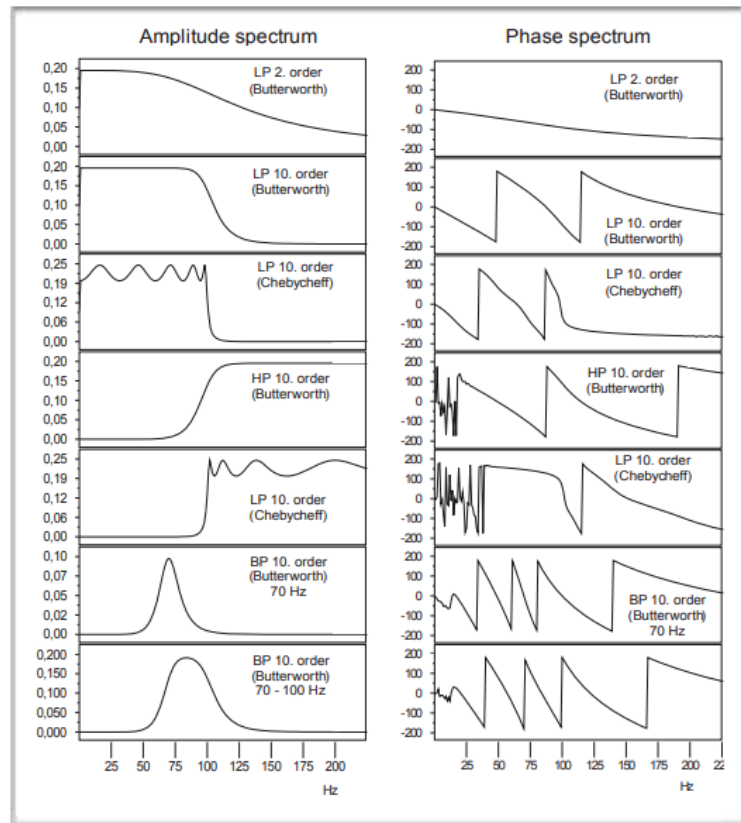 Amplitude spectrum
0,20
0,15
0,10
0,05
0,00
LP 2. order
(Butterworth)
0,20
0,15
0,10
0,05
0,00
LP 10. order
(Butterworth)
0,25
0,19
0,12
0,06
0,00
LP 10. order
(Chebycheff)
0,20
0,15
0,10
0,05
0,00
HP 10. order
(Butterworth)
0,25
0,19
0,12
0,06
0,00
LP 10. order
(Chebycheff)
0,10
0,07
0,05
0,02
0,00
BP 10. order
(Butterworth)
70 Hz
0,200
0,150
0,100
0,050
0,000
BP 10. order
(Butterworth)
70 - 100 Hz
25 50 75 100 125 150 175 200
Hz
Phase spectrum
200
100
0
-100
-200
LP 2. order
(Butterworth)
200
100
0
-100
-200
LP 10. order
(Butterworth)
200
100
0
-100
-200
LP 10. order
(Chebycheff)
200
100
0
-100
-200
HP 10. order
(Butterworth)
200
100
0
-100
-200
LP 10. order
(Chebycheff)
200
100
0
-100
-200
BP 10. order
(Butterworth)
70 Hz
200
100
0
-100
-200
25 50 75 100 125 150 175 200 22
Hz